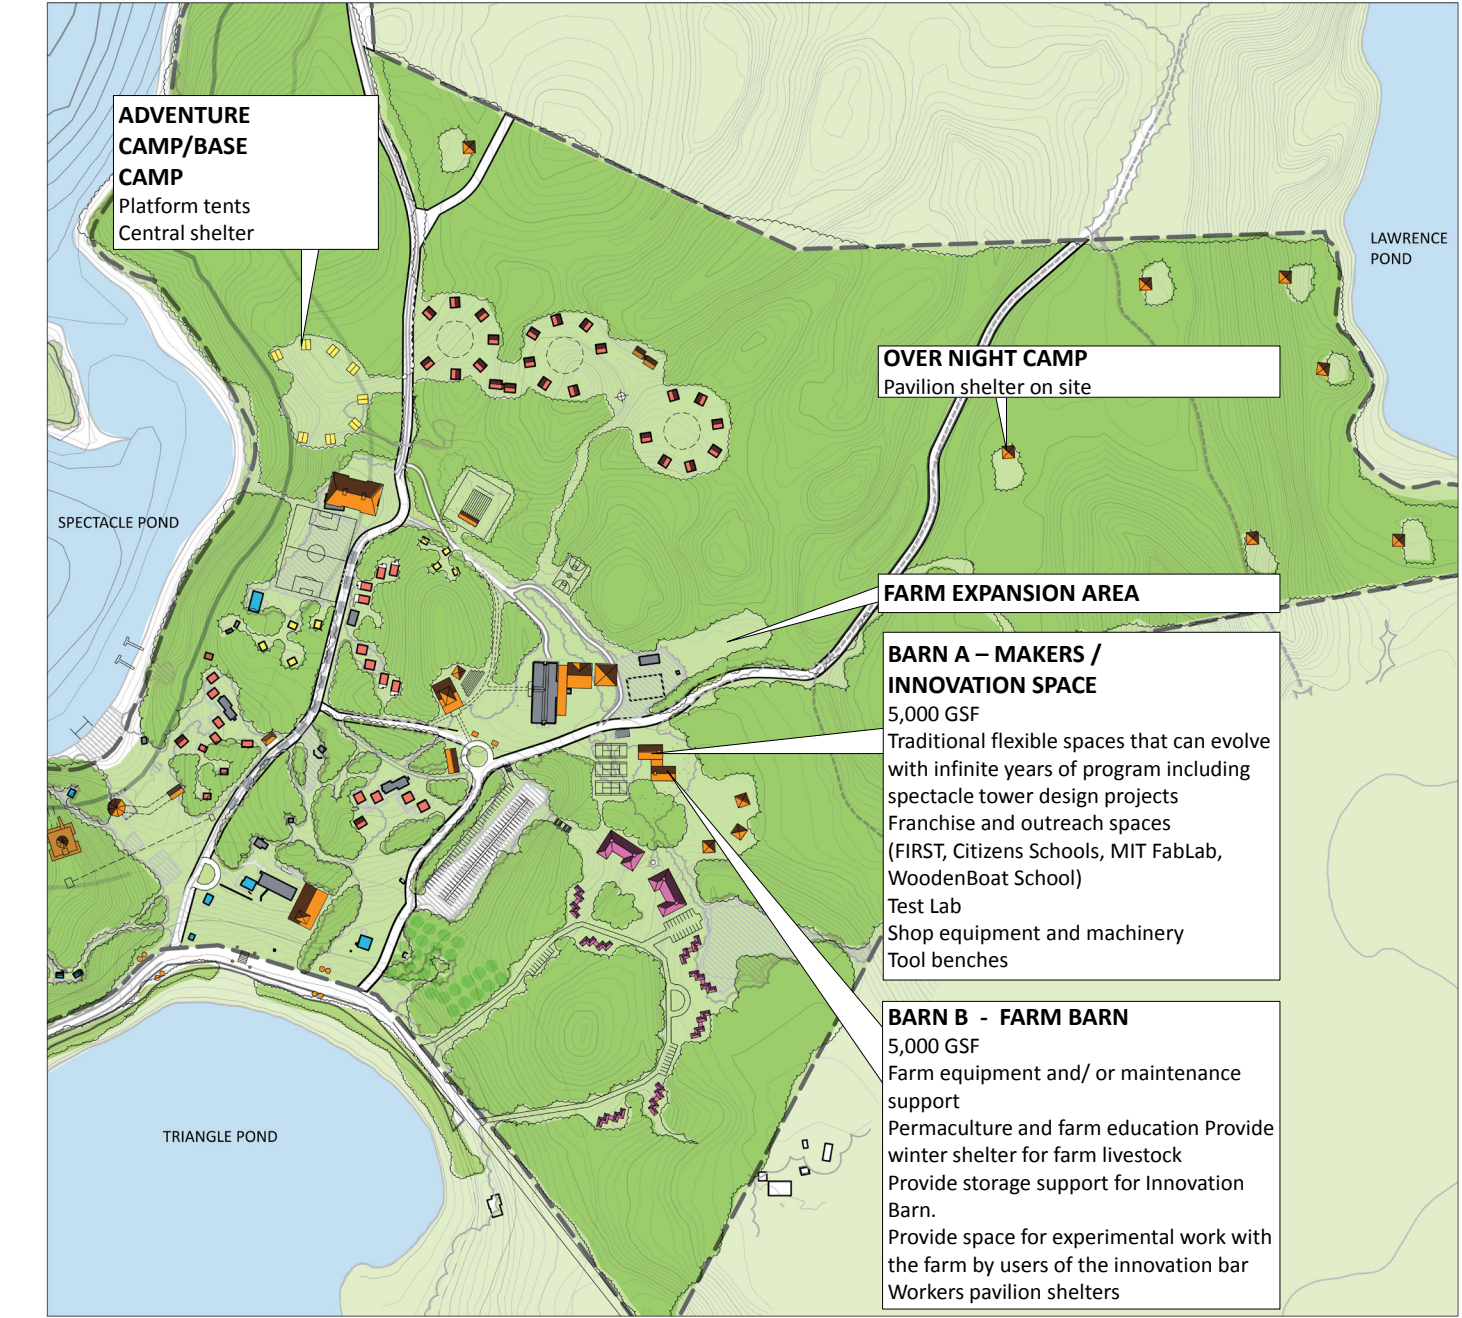 ADVENTURE
CAMP/BASE
CAMP
Platform tents
Central shelter
LAWRENCE
POND
OVER NIGHT CAMP
Pavilion shelter on site
SPECTACLE POND
FARM EXPANSION AREA
BARN A – MAKERS /
INNOVATION SPACE
5,000 GSF
Traditional flexible spaces that can evolve
with infinite years of program including
spectacle tower design projects
Franchise and outreach spaces
(FIRST, Citizens Schools, MIT FabLab,
WoodenBoat School)
Test Lab
Shop equipment and machinery
Tool benches
BARN B - FARM BARN
5,000 GSF
Farm equipment and/ or maintenance
support
Permaculture and farm education Provide
winter shelter for farm livestock
Provide storage support for Innovation
Barn.
Provide space for experimental work with
the farm by users of the innovation bar
Workers pavilion shelters
TRIANGLE POND